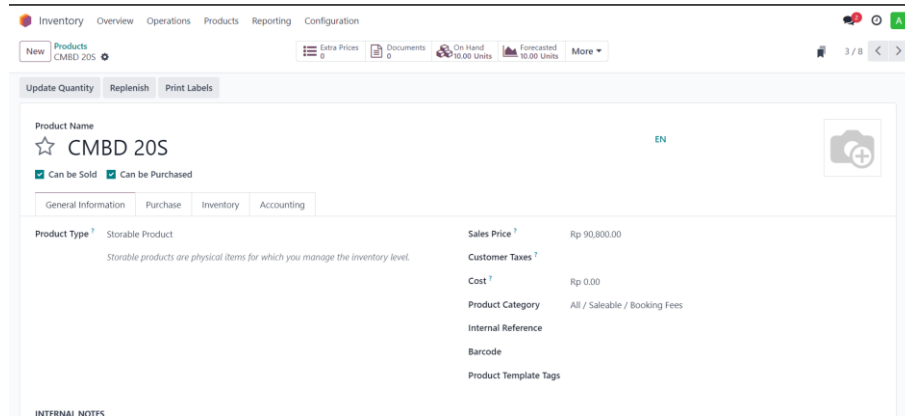 Inventory Overview Operations Products Reporting Configuration 2 A
New Products CMBD 20S Extra Prices 0 Documents 0 On Hand 10.00 Units Forecasted 10.00 Units More 3 / 8
Update Quantity Replenish Print Labels
Product Name
CMBD 20S EN
Can be Sold Can be Purchased
General Information Purchase Inventory Accounting
Product Type ? Storable Product Sales Price ? Rp 90,800.00
Storable products are physical items for which you manage the inventory level. Customer Taxes ?
Cost ? Rp 0.00
Product Category All / Saleable / Booking Fees
Internal Reference
Barcode
Product Template Tags
INTERNAL NOTES